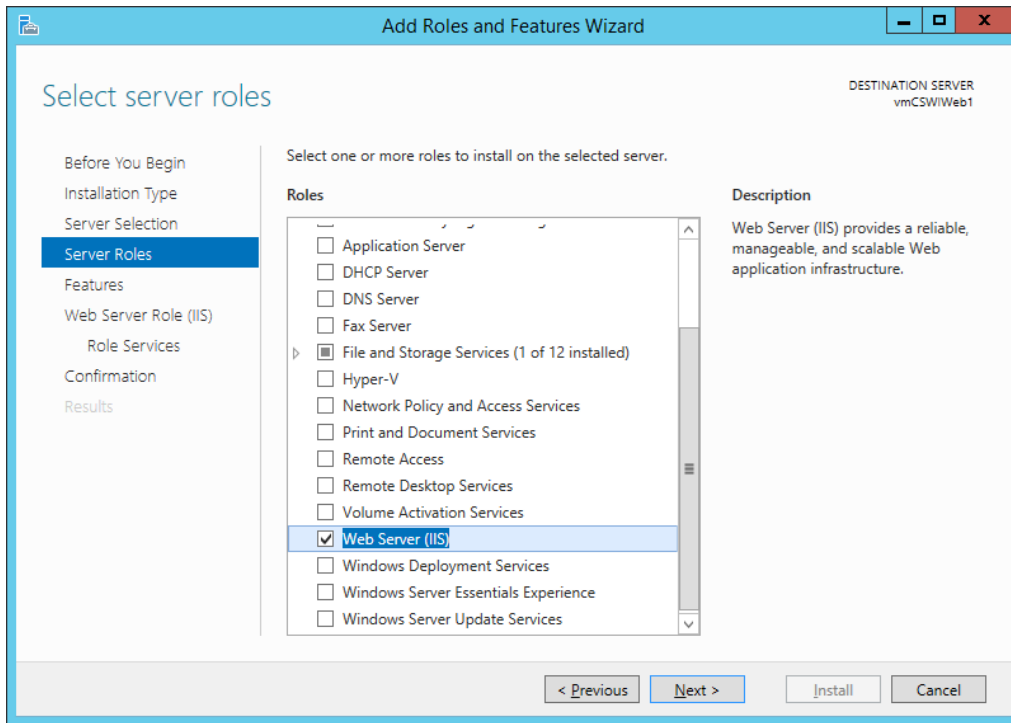 Add Roles and Features Wizard
Select server roles
DESTINATION SERVER
vmCSWIWeb1
Before You Begin
Installation Type
Server Selection
Server Roles
Features
Web Server Role (IIS)
Role Services
Confirmation
Results
Select one or more roles to install on the selected server.
Roles
Application Server
DHCP Server
DNS Server
Fax Server
File and Storage Services (1 of 12 installed)
Hyper-V
Network Policy and Access Services
Print and Document Services
Remote Access
Remote Desktop Services
Volume Activation Services
Web Server (IIS)
Windows Deployment Services
Windows Server Essentials Experience
Windows Server Update Services
Description
Web Server (IIS) provides a reliable,
manageable, and scalable Web
application infrastructure.
< Previous
Next >
Install
Cancel